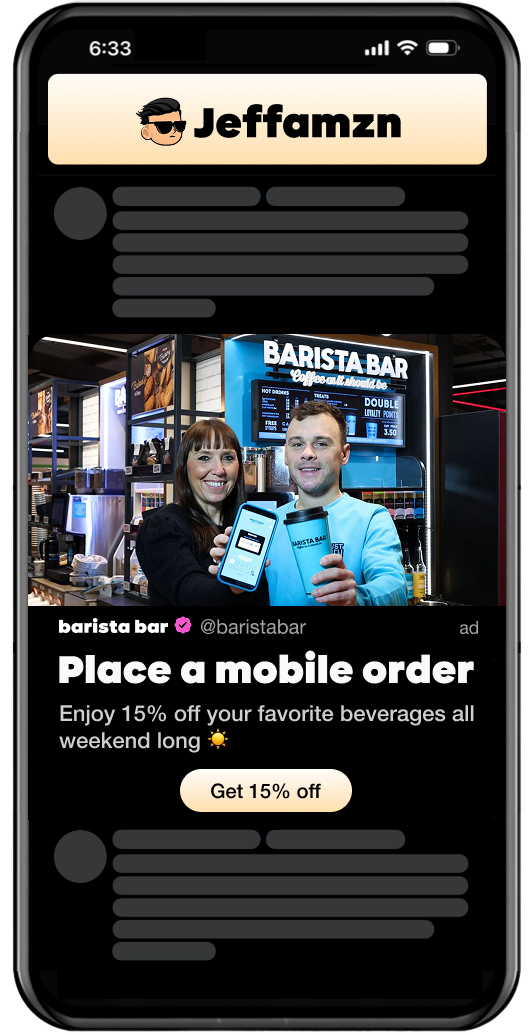 6:33
Jeffamzn
BARISTA BAR
Coffee as it should be
HOT DRINKS
TREATS
DOUBLE
LOYALTY POINTS
FREE
SYRUPS
3.50
BARISTA BAR
barista bar @baristabar ad
Place a mobile order
Enjoy 15% off your favorite beverages all
weekend long ☀️
Get 15% off